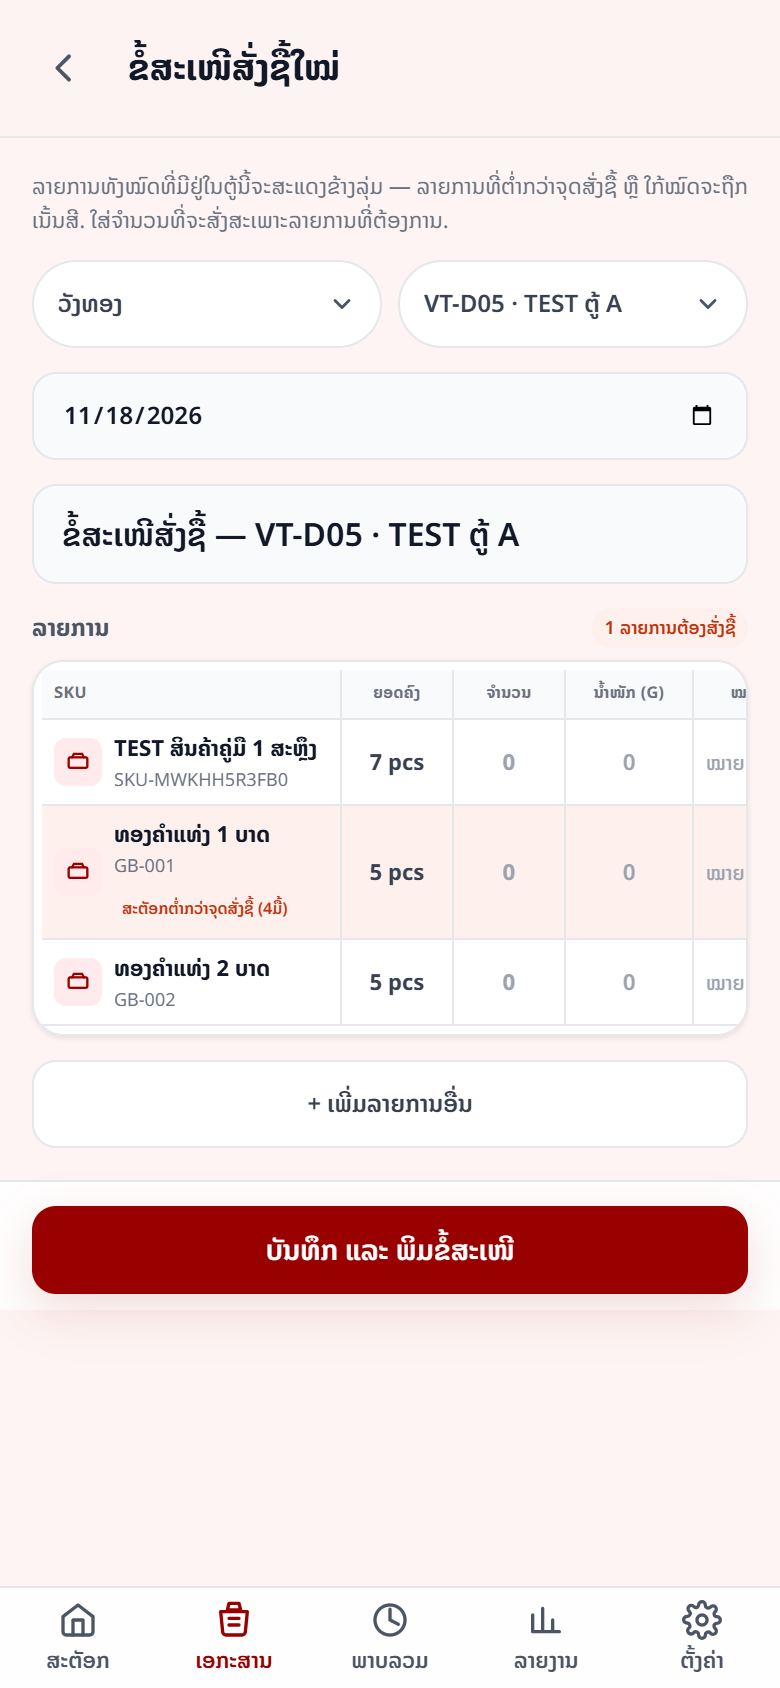 ຂໍ້ສະເໜີສັ່ງຊື້ໃໝ່
ລາຍການທັງໝົດທີ່ມີຢູ່ໃນຕູ້ນີ້ຈະສະແດງຂ້າງລຸ່ມ — ລາຍການທີ່ຕ່ຳກວ່າຈຸດສັ່ງຊື້ ຫຼື ໃກ້ໝົດຈະຖືກ
ເນັ້ນສີ. ໃສ່ຈຳນວນທີ່ຈະສັ່ງສະເພາະລາຍການທີ່ຕ້ອງການ.
ວັງທອງ
VT-D05 · TEST ຕູ້ A
11/18/2026
ຂໍ້ສະເໜີສັ່ງຊື້ — VT-D05 · TEST ຕູ້ A
ລາຍການ
1 ລາຍການຕ້ອງສັ່ງຊື້
SKU ຍອດຄົງ ຈຳນວນ ນ້ຳໜັກ (G) ໝ
TEST ສິນຄ້າຄູ່ມື 1 ສະຫຼຶງ
SKU-MWKHH5R3FB0
7 pcs 0 0 ໝາຍ
ທອງຄຳແທ່ງ 1 ບາດ
GB-001
ສະຕັອກຕ່ຳກວ່າຈຸດສັ່ງຊື້ (4ມື້)
5 pcs 0 0 ໝາຍ
ທອງຄຳແທ່ງ 2 ບາດ
GB-002
5 pcs 0 0 ໝາຍ
+ ເພີ່ມລາຍການອື່ນ
ບັນທຶກ ແລະ ພິມຂໍ້ສະເໜີ
ສະຕັອກ ເອກະສານ ພາບລວມ ລາຍງານ ຕັ້ງຄ່າ